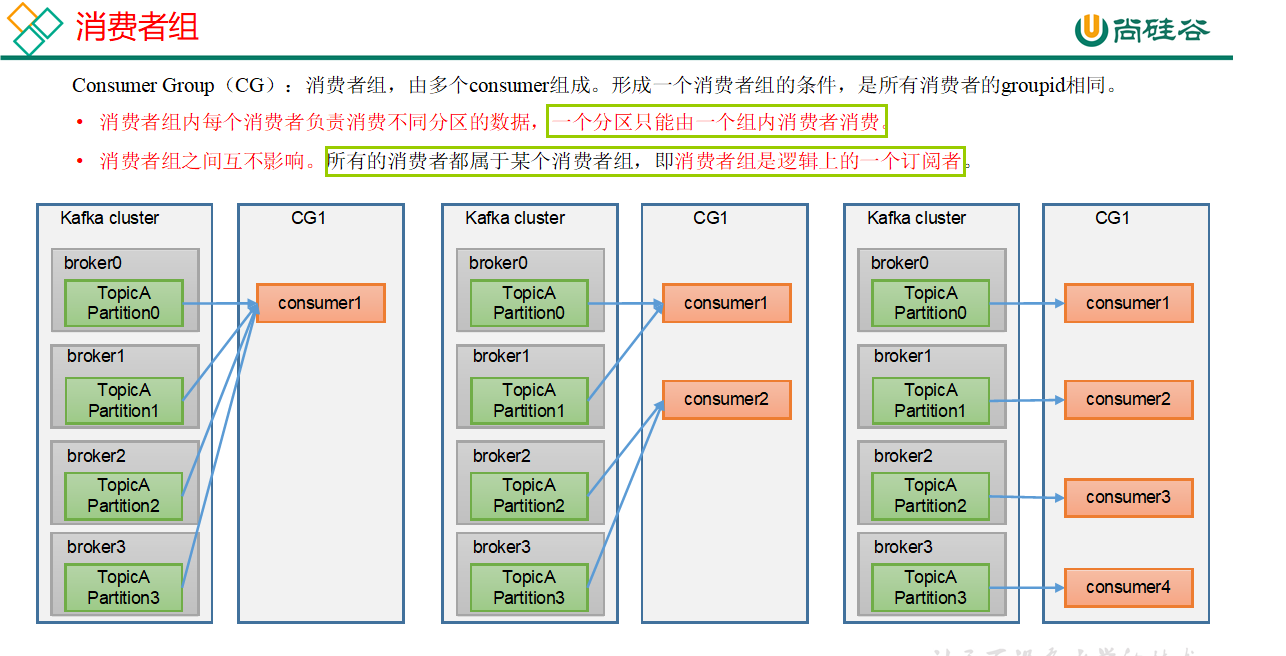 消费者组
尚硅谷
Consumer Group（CG）：消费者组，由多个consumer组成。形成一个消费者组的条件，是所有消费者的groupid相同。
• 消费者组内每个消费者负责消费不同分区的数据，一个分区只能由一个组内消费者消费。
• 消费者组之间互不影响。所有的消费者都属于某个消费者组，即消费者组是逻辑上的一个订阅者。
Kafka cluster
broker0
TopicA
Partition0
broker1
TopicA
Partition1
broker2
TopicA
Partition2
broker3
TopicA
Partition3
CG1
consumer1
Kafka cluster
broker0
TopicA
Partition0
broker1
TopicA
Partition1
broker2
TopicA
Partition2
broker3
TopicA
Partition3
CG1
consumer1
consumer2
Kafka cluster
broker0
TopicA
Partition0
broker1
TopicA
Partition1
broker2
TopicA
Partition2
broker3
TopicA
Partition3
CG1
consumer1
consumer2
consumer3
consumer4